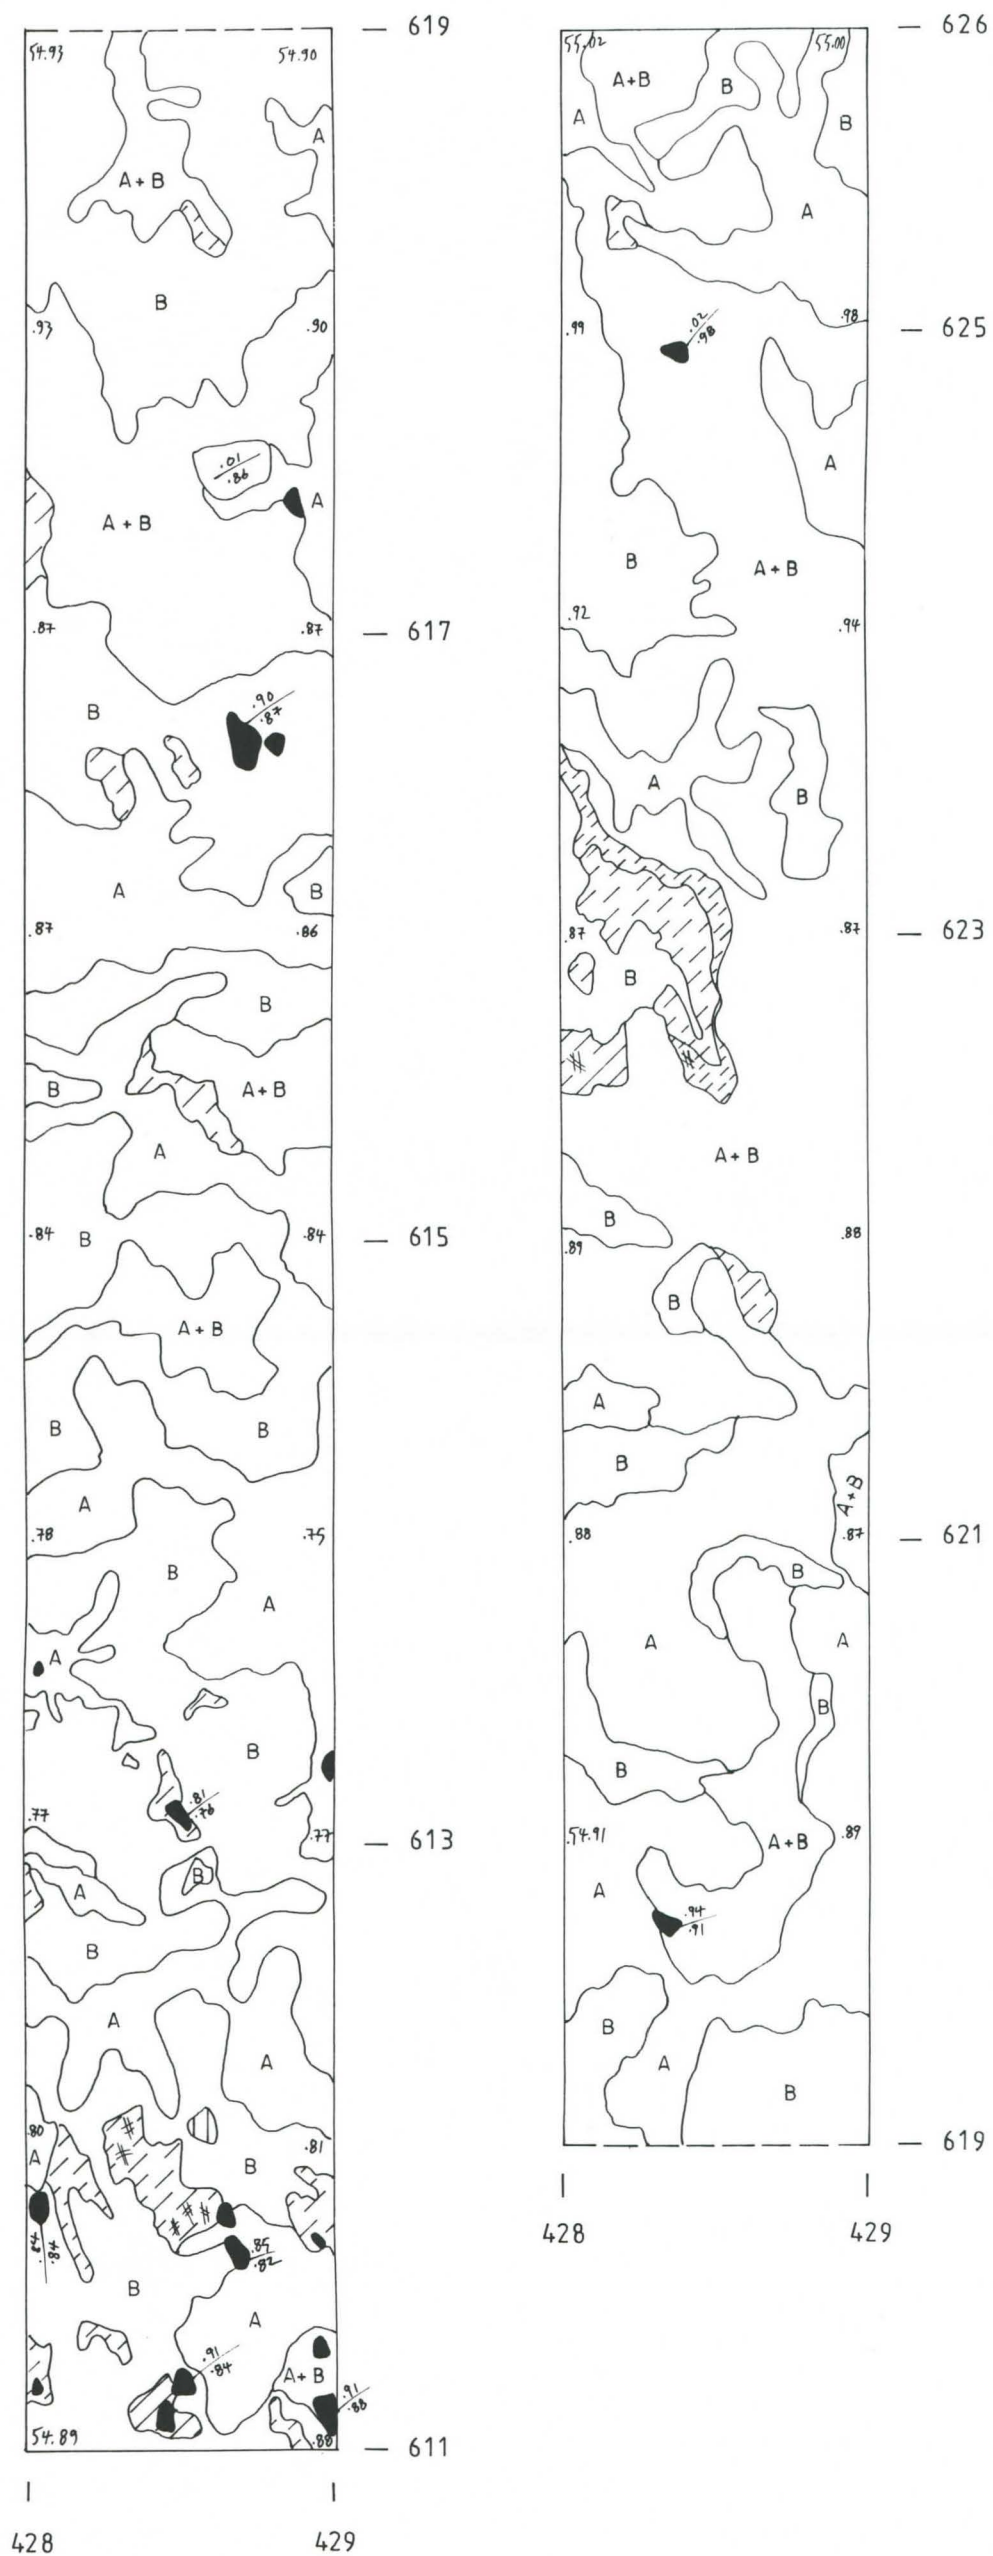 619
54.93
54.90
A
A + B
B
.93
.90
.01
.86
A
A + B
.87
.87
617
.90
.87
B
A
B
.87
.86
B
B
A + B
A
.84
B
.84
615
A + B
B
B
A
.78
.75
B
A
A
B
.81
.76
.77
.77
613
B
A
B
A
A
.80
.81
A
B
.84
.84
.85
.82
B
A
.91
.84
A + B
.91
.88
54.89
.88
611
428
429
626
55.02
55.00
A+B
B
A
B
A
.02
.98
.98
.99
625
A
B
A + B
.92
.94
A
B
.87
.87
623
B
A + B
B
.88
.89
B
A
B
A+B
.88
.87
621
B
A
A
B
B
54.91
A+B
.89
A
.94
.91
B
A
B
619
428
429